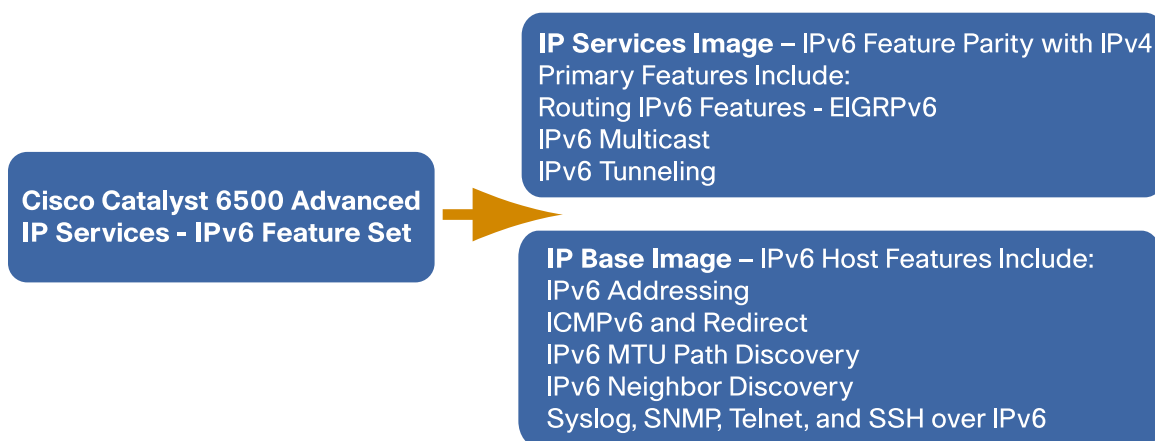 Cisco Catalyst 6500 Advanced
IP Services - IPv6 Feature Set
IP Services Image – IPv6 Feature Parity with IPv4
Primary Features Include:
Routing IPv6 Features - EIGRPv6
IPv6 Multicast
IPv6 Tunneling
IP Base Image – IPv6 Host Features Include:
IPv6 Addressing
ICMPv6 and Redirect
IPv6 MTU Path Discovery
IPv6 Neighbor Discovery
Syslog, SNMP, Telnet, and SSH over IPv6